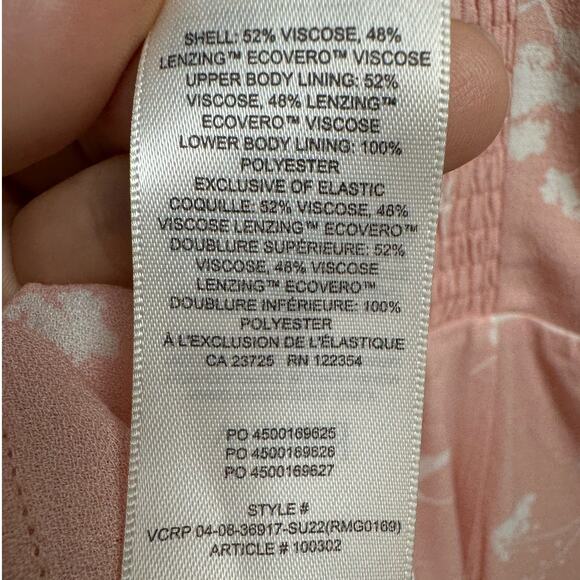 SHELL: 52% VISCOSE, 48%
LENZING™ ECOVERO™ VISCOSE
UPPER BODY LINING: 52%
VISCOSE, 48% LENZING™
ECOVERO™ VISCOSE
LOWER BODY LINING: 100%
POLYESTER
EXCLUSIVE OF ELASTIC
COQUILLE: 52% VISCOSE, 48%
VISCOSE LENZING™ ECOVERO™
DOUBLURE SUPÉRIEURE: 52%
VISCOSE, 48% VISCOSE
LENZING™ ECOVERO™
DOUBLURE INFÉRIEURE: 100%
POLYESTER
À L'EXCLUSION DE L'ÉLASTIQUE
CA 23725 RN 122354
PO 4500169625
PO 4500169626
PO 4500169627
STYLE #
VCRP 04-08-36917-SU22(RMG0169)
ARTICLE # 100302